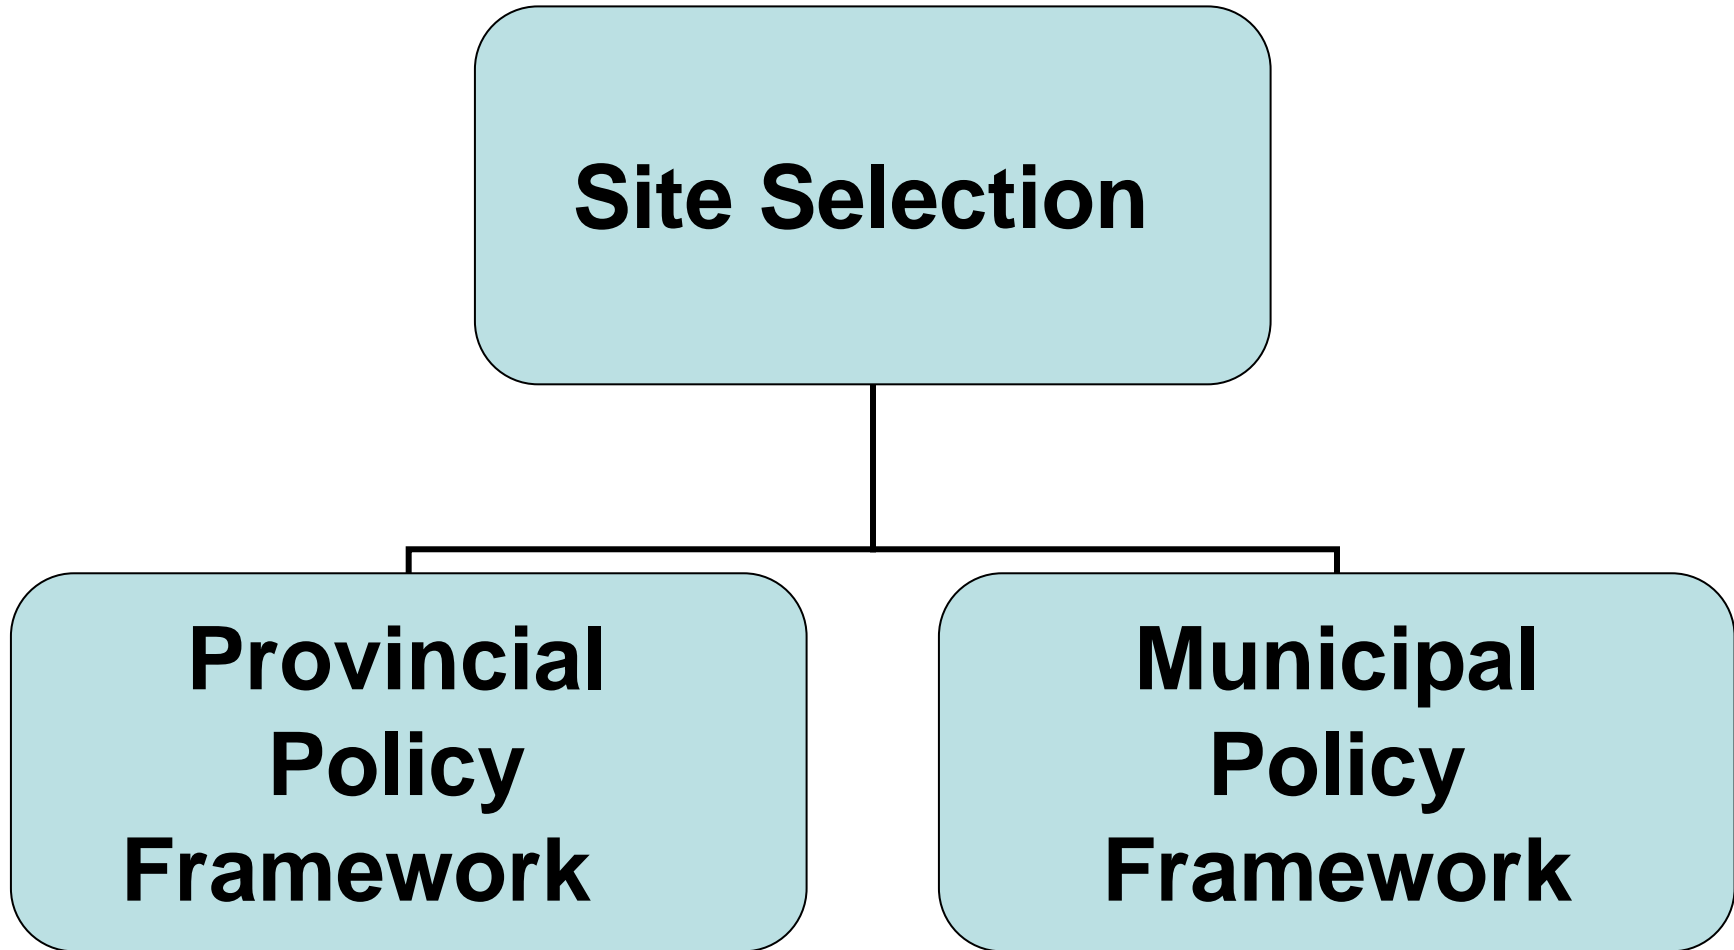 Site Selection
Provincial
Policy
Framework
Municipal
Policy
Framework